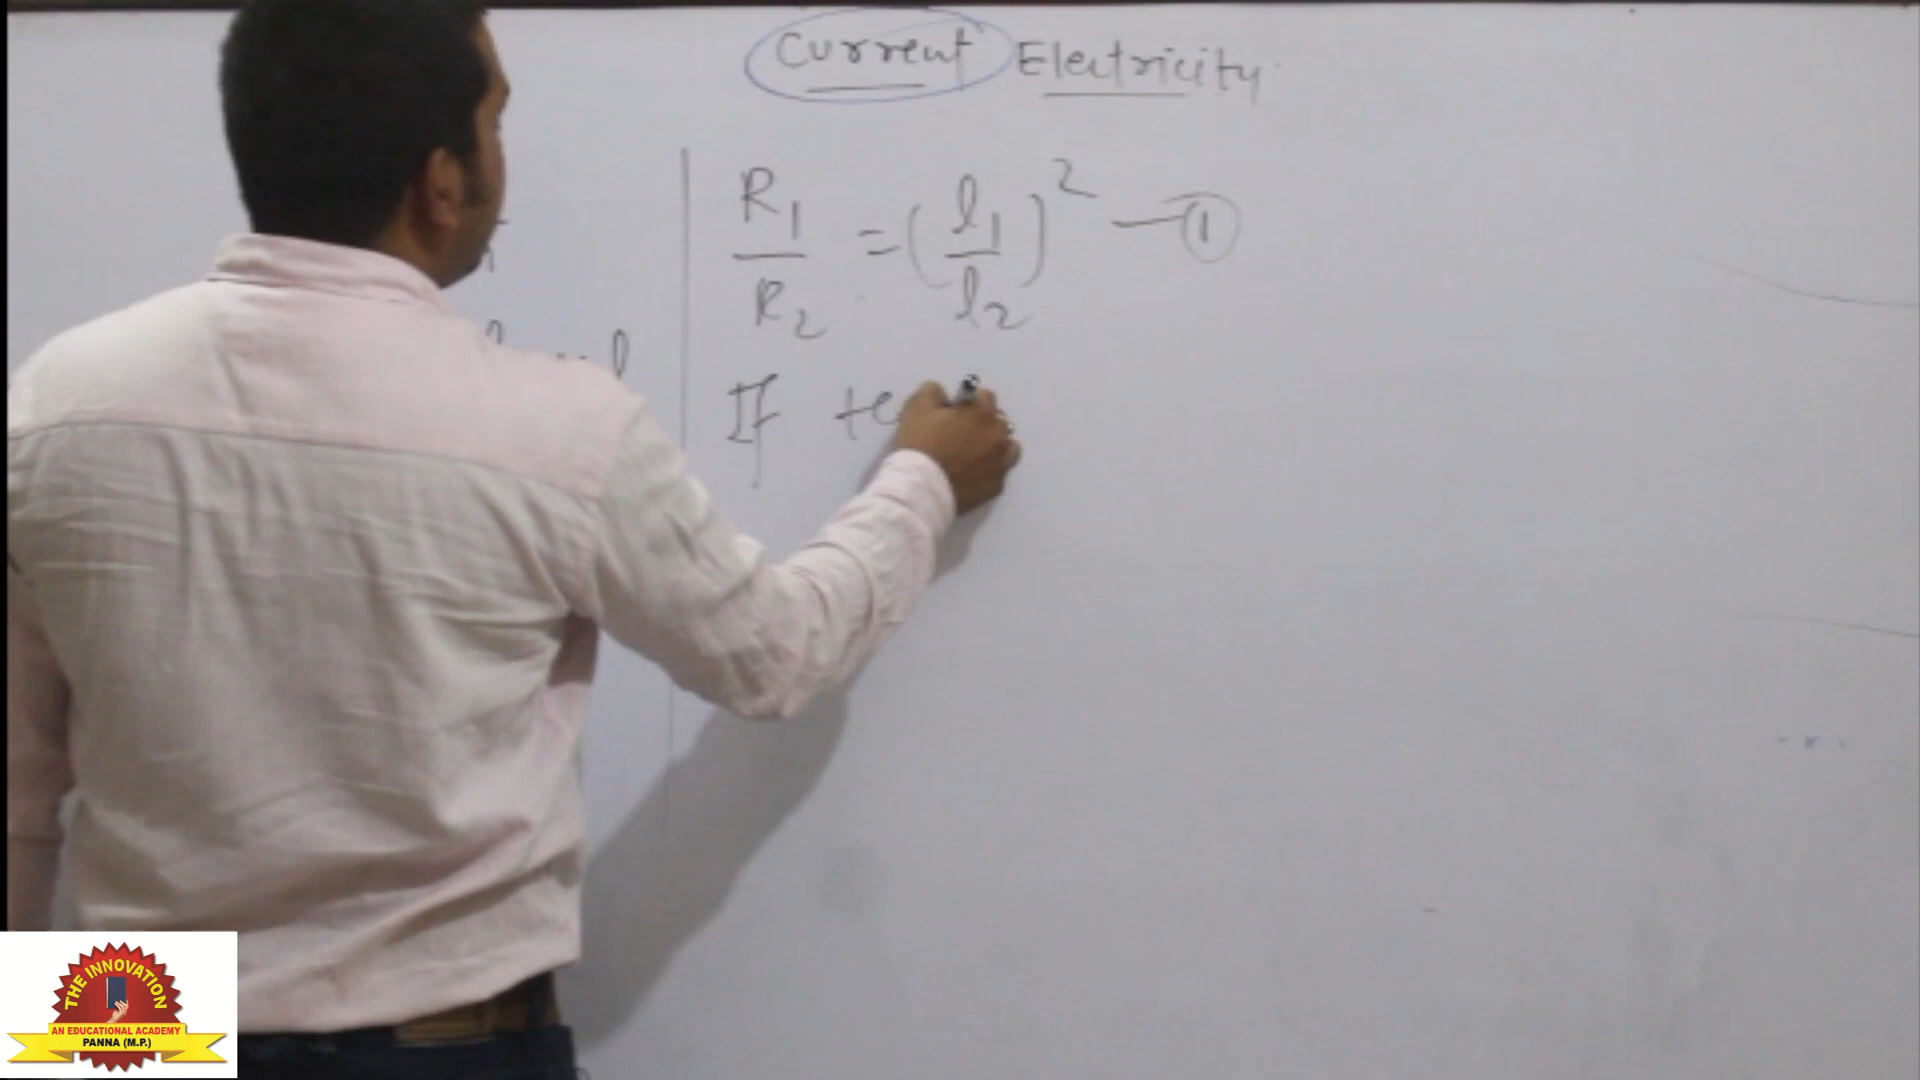 Current Electricity
R1/R2 = (l1/l2)^2 — ①
If te
THE INNOVATION
AN EDUCATIONAL ACADEMY
PANNA (M.P.)